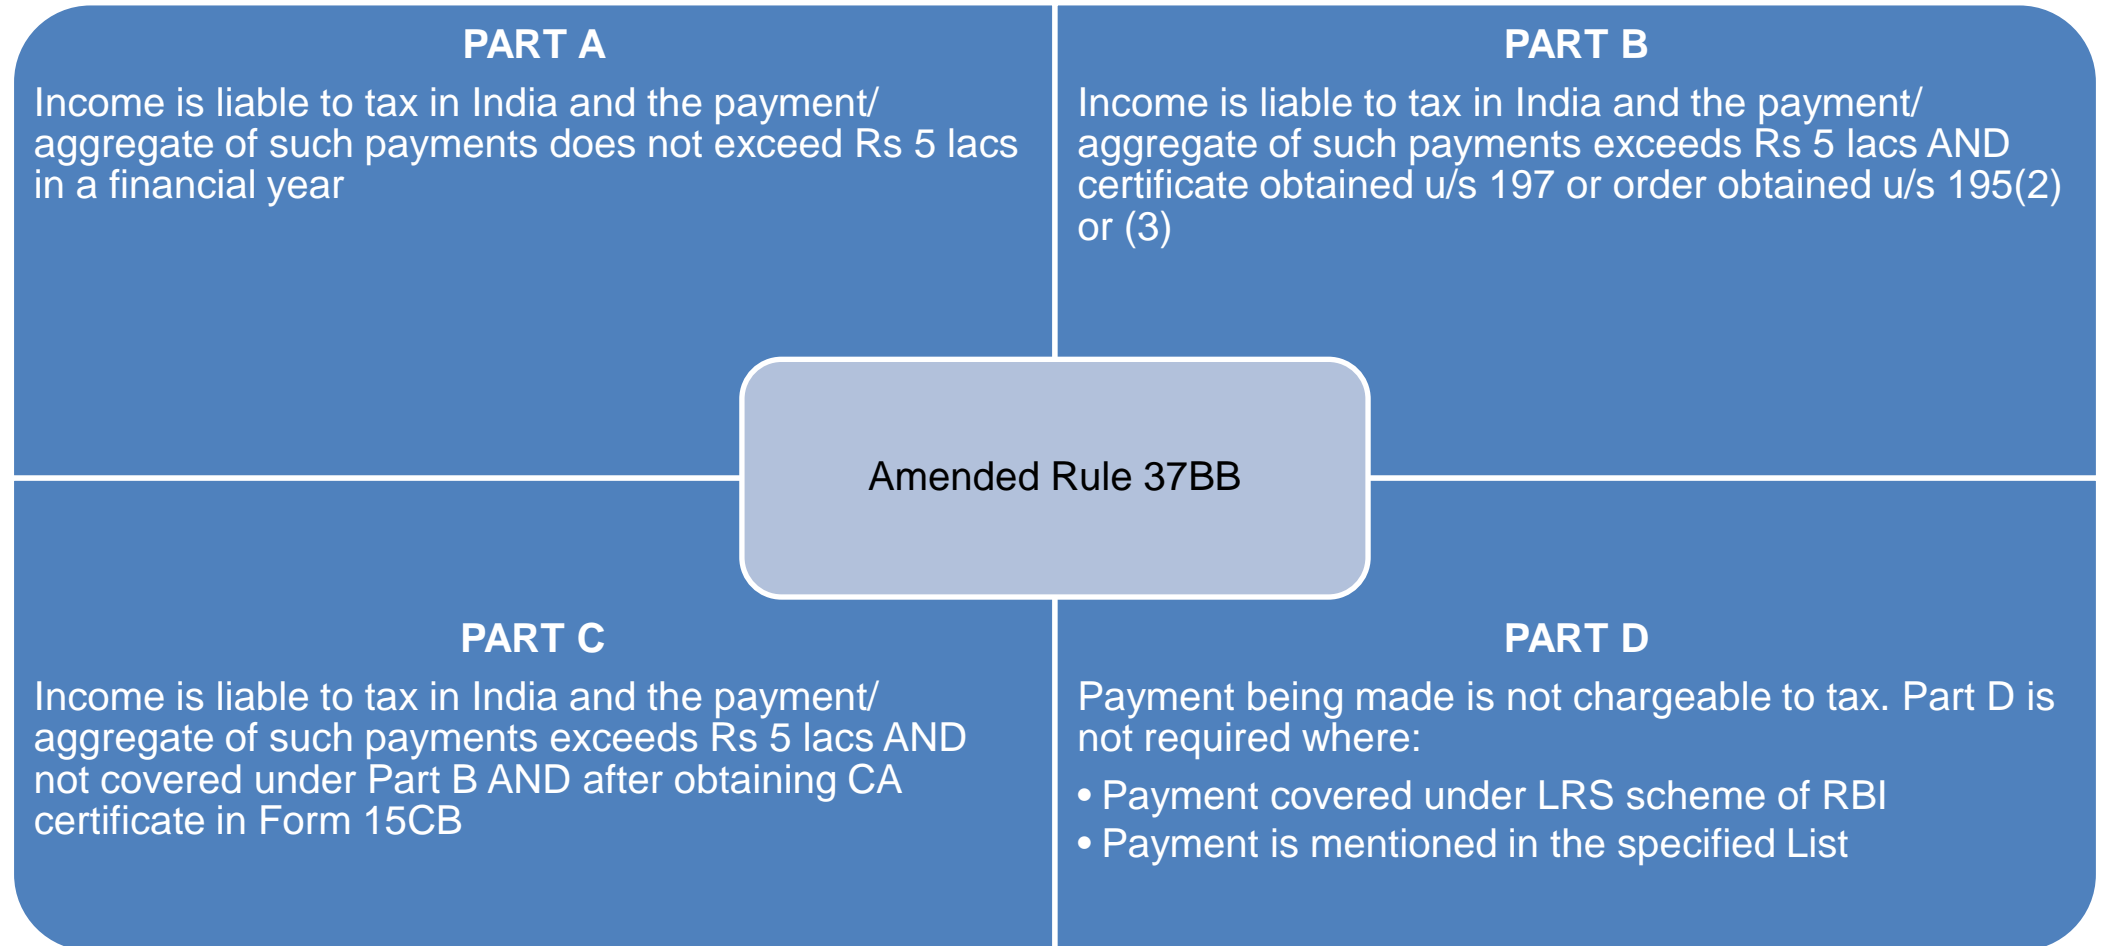 PART A
Income is liable to tax in India and the payment/
aggregate of such payments does not exceed Rs 5 lacs
in a financial year
PART B
Income is liable to tax in India and the payment/
aggregate of such payments exceeds Rs 5 lacs AND
certificate obtained u/s 197 or order obtained u/s 195(2)
or (3)
Amended Rule 37BB
PART C
Income is liable to tax in India and the payment/
aggregate of such payments exceeds Rs 5 lacs AND
not covered under Part B AND after obtaining CA
certificate in Form 15CB
PART D
Payment being made is not chargeable to tax. Part D is
not required where:
• Payment covered under LRS scheme of RBI
• Payment is mentioned in the specified List